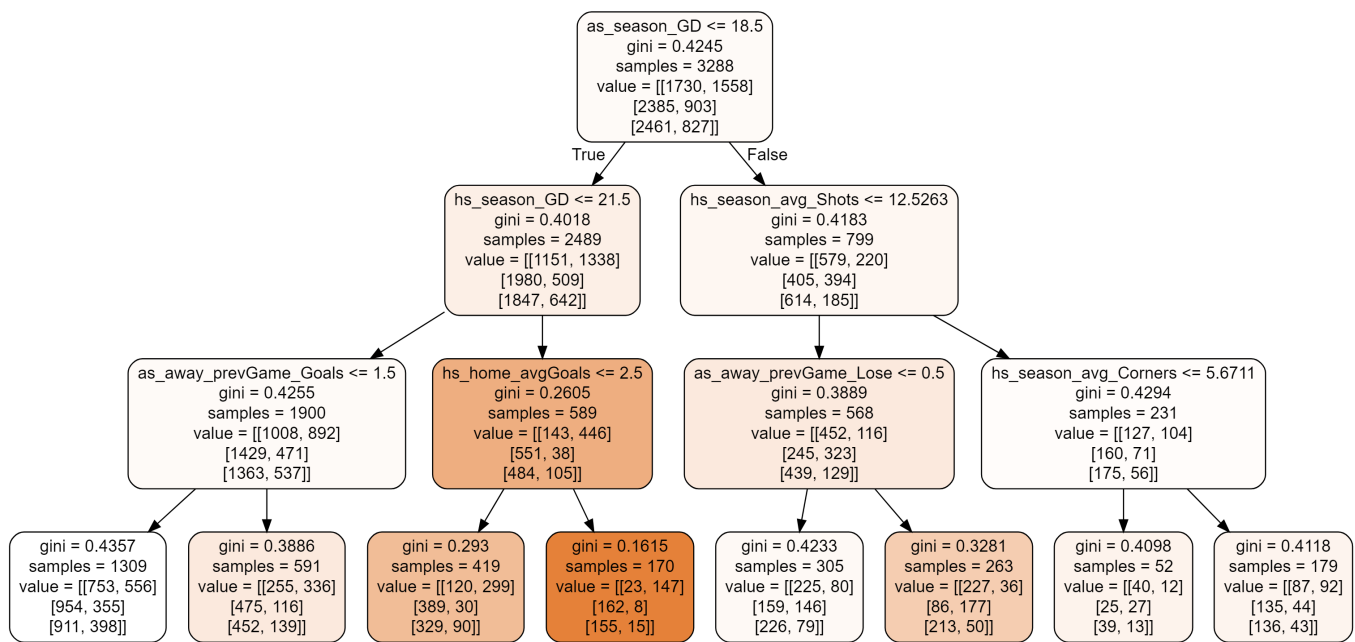 as_season_GD <= 18.5
gini = 0.4245
samples = 3288
value = [[1730, 1558]
[2385, 903]
[2461, 827]]
True
False
hs_season_GD <= 21.5
gini = 0.4018
samples = 2489
value = [[1151, 1338]
[1980, 509]
[1847, 642]]
hs_season_avg_Shots <= 12.5263
gini = 0.4183
samples = 799
value = [[579, 220]
[405, 394]
[614, 185]]
as_away_prevGame_Goals <= 1.5
gini = 0.4255
samples = 1900
value = [[1008, 892]
[1429, 471]
[1363, 537]]
hs_home_avgGoals <= 2.5
gini = 0.2605
samples = 589
value = [[143, 446]
[551, 38]
[484, 105]]
as_away_prevGame_Lose <= 0.5
gini = 0.3889
samples = 568
value = [[452, 116]
[245, 323]
[439, 129]]
hs_season_avg_Corners <= 5.6711
gini = 0.4294
samples = 231
value = [[127, 104]
[160, 71]
[175, 56]]
gini = 0.4357
samples = 1309
value = [[753, 556]
[954, 355]
[911, 398]]
gini = 0.3886
samples = 591
value = [[255, 336]
[475, 116]
[452, 139]]
gini = 0.293
samples = 419
value = [[120, 299]
[389, 30]
[329, 90]]
gini = 0.1615
samples = 170
value = [[23, 147]
[162, 8]
[155, 15]]
gini = 0.4233
samples = 305
value = [[225, 80]
[159, 146]
[226, 79]]
gini = 0.3281
samples = 263
value = [[227, 36]
[86, 177]
[213, 50]]
gini = 0.4098
samples = 52
value = [[40, 12]
[25, 27]
[39, 13]]
gini = 0.4118
samples = 179
value = [[87, 92]
[135, 44]
[136, 43]]